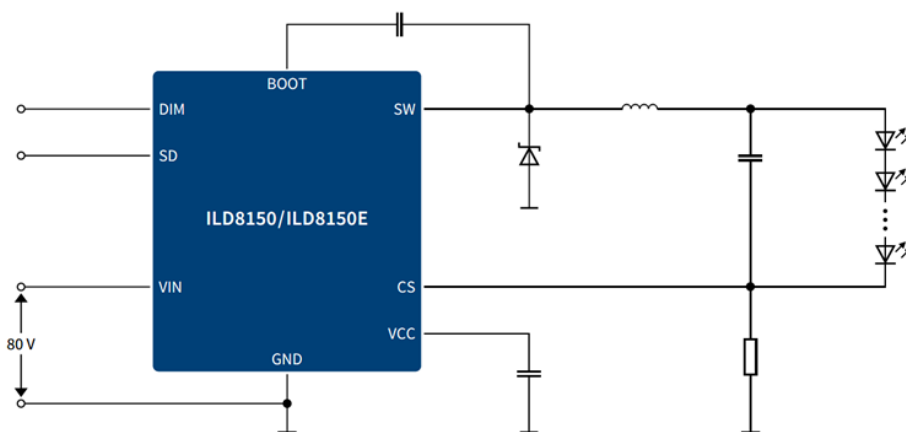 BOOT
DIM
SW
SD
ILD8150/ILD8150E
VIN
CS
80 V
VCC
GND